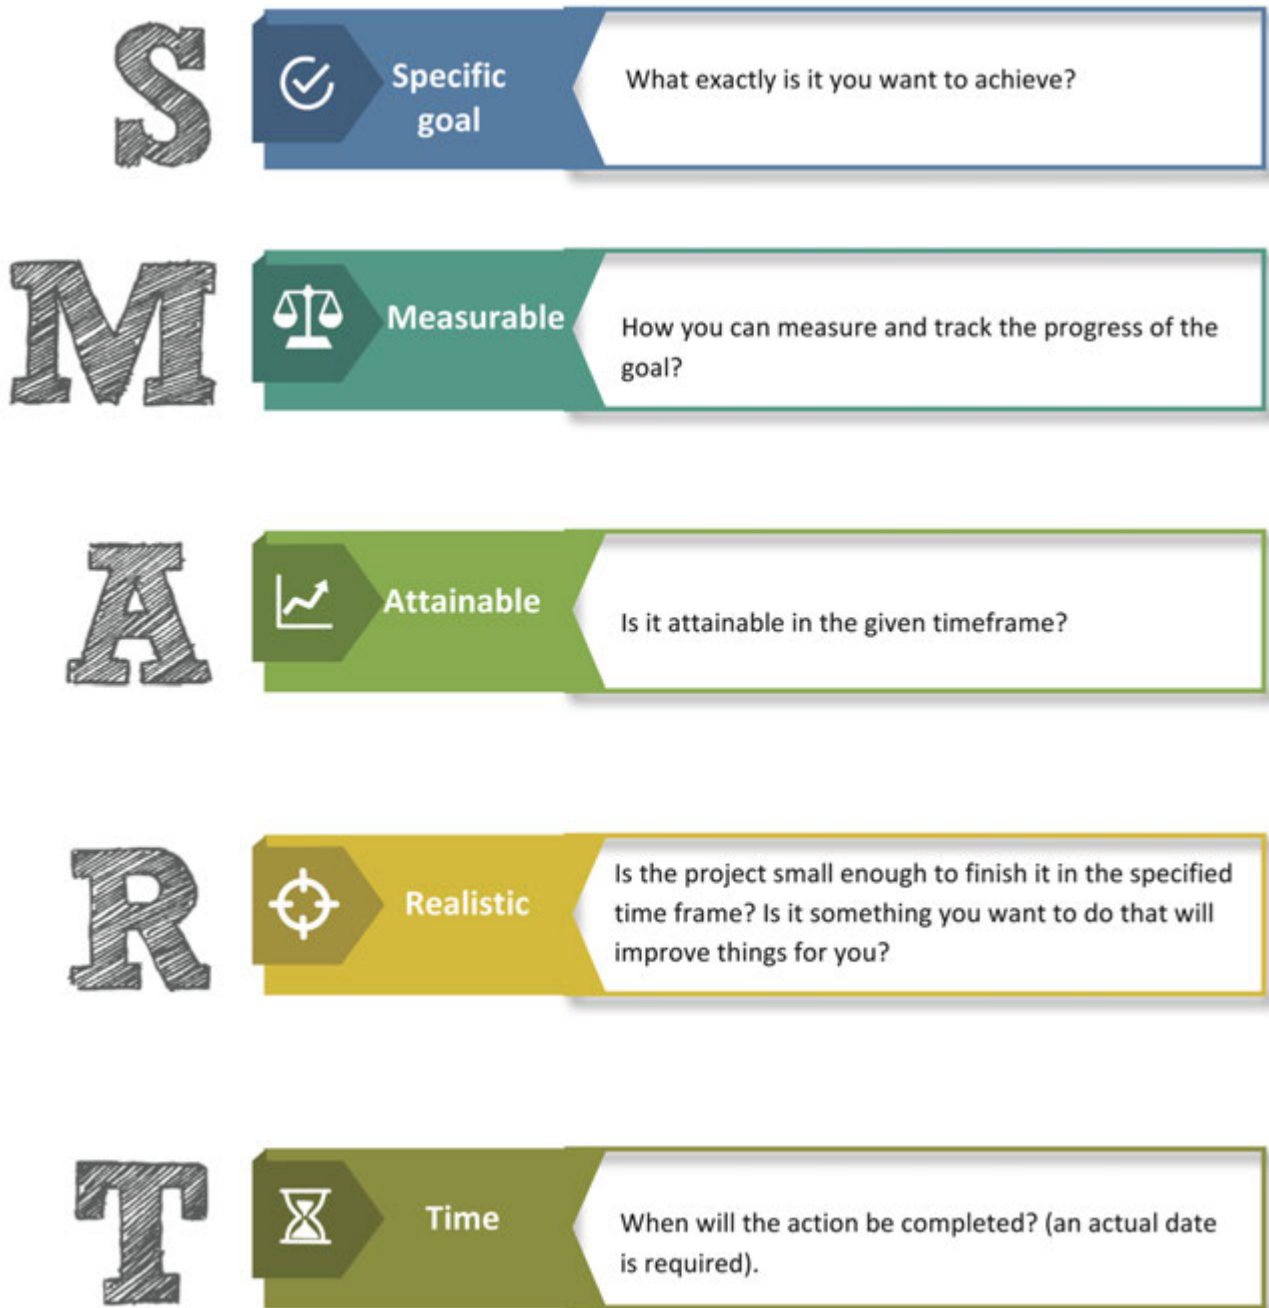 S
Specific
goal
What exactly is it you want to achieve?
M
Measurable
How you can measure and track the progress of the
goal?
A
Attainable
Is it attainable in the given timeframe?
R
Realistic
Is the project small enough to finish it in the specified
time frame? Is it something you want to do that will
improve things for you?
T
Time
When will the action be completed? (an actual date
is required).